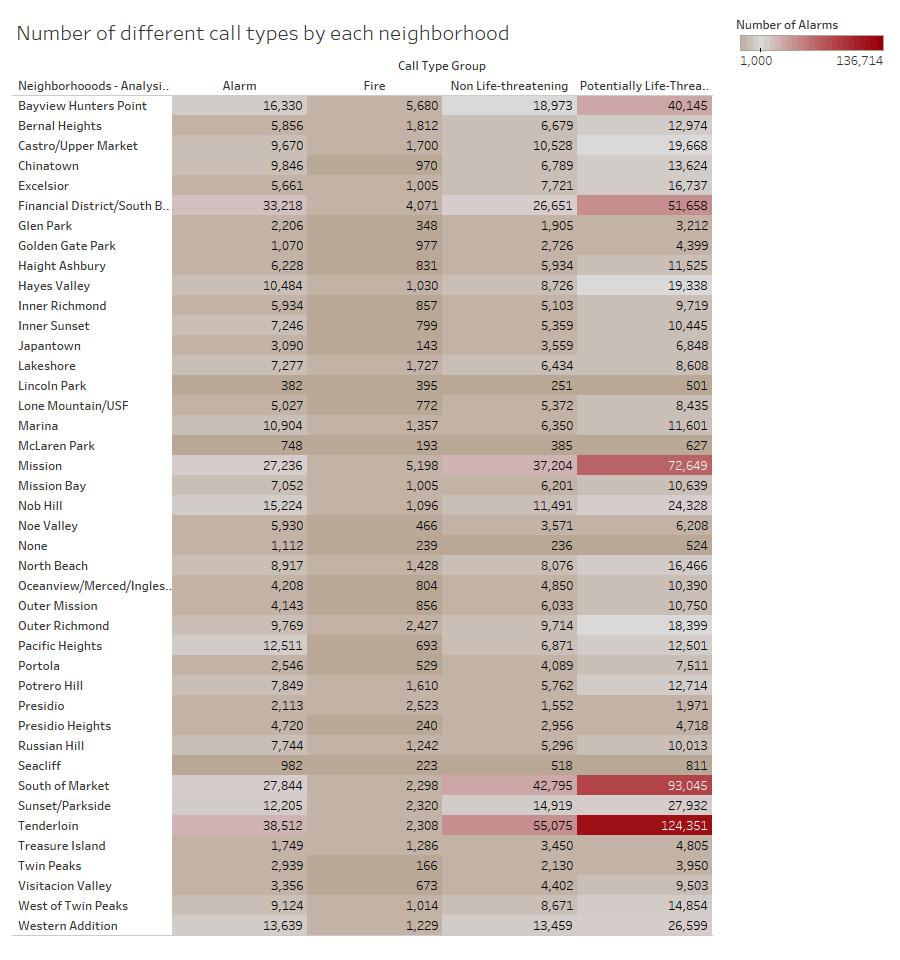 Number of different call types by each neighborhood
Number of Alarms
1,000 136,714
Call Type Group
Neighborhooods - Analysi.. Alarm Fire Non Life-threatening Potentially Life-Threa..
Bayview Hunters Point 16,330 5,680 18,973 40,145
Bernal Heights 5,856 1,812 6,679 12,974
Castro/Upper Market 9,670 1,700 10,528 19,668
Chinatown 9,846 970 6,789 13,624
Excelsior 5,661 1,005 7,721 16,737
Financial District/South B.. 33,218 4,071 26,651 51,658
Glen Park 2,206 348 1,905 3,212
Golden Gate Park 1,070 977 2,726 4,399
Haight Ashbury 6,228 831 5,934 11,525
Hayes Valley 10,484 1,030 8,726 19,338
Inner Richmond 5,934 857 5,103 9,719
Inner Sunset 7,246 799 5,359 10,445
Japantown 3,090 143 3,559 6,848
Lakeshore 7,277 1,727 6,434 8,608
Lincoln Park 382 395 251 501
Lone Mountain/USF 5,027 772 5,372 8,435
Marina 10,904 1,357 6,350 11,601
McLaren Park 748 193 385 627
Mission 27,236 5,198 37,204 72,649
Mission Bay 7,052 1,005 6,201 10,639
Nob Hill 15,224 1,096 11,491 24,328
Noe Valley 5,930 466 3,571 6,208
None 1,112 239 236 524
North Beach 8,917 1,428 8,076 16,466
Oceanview/Merced/Ingles.. 4,208 804 4,850 10,390
Outer Mission 4,143 856 6,033 10,750
Outer Richmond 9,769 2,427 9,714 18,399
Pacific Heights 12,511 693 6,871 12,501
Portola 2,546 529 4,089 7,511
Potrero Hill 7,849 1,610 5,762 12,714
Presidio 2,113 2,523 1,552 1,971
Presidio Heights 4,720 240 2,956 4,718
Russian Hill 7,744 1,242 5,296 10,013
Seacliff 982 223 518 811
South of Market 27,844 2,298 42,795 93,045
Sunset/Parkside 12,205 2,320 14,919 27,932
Tenderloin 38,512 2,308 55,075 124,351
Treasure Island 1,749 1,286 3,450 4,805
Twin Peaks 2,939 166 2,130 3,950
Visitacion Valley 3,356 673 4,402 9,503
West of Twin Peaks 9,124 1,014 8,671 14,854
Western Addition 13,639 1,229 13,459 26,599